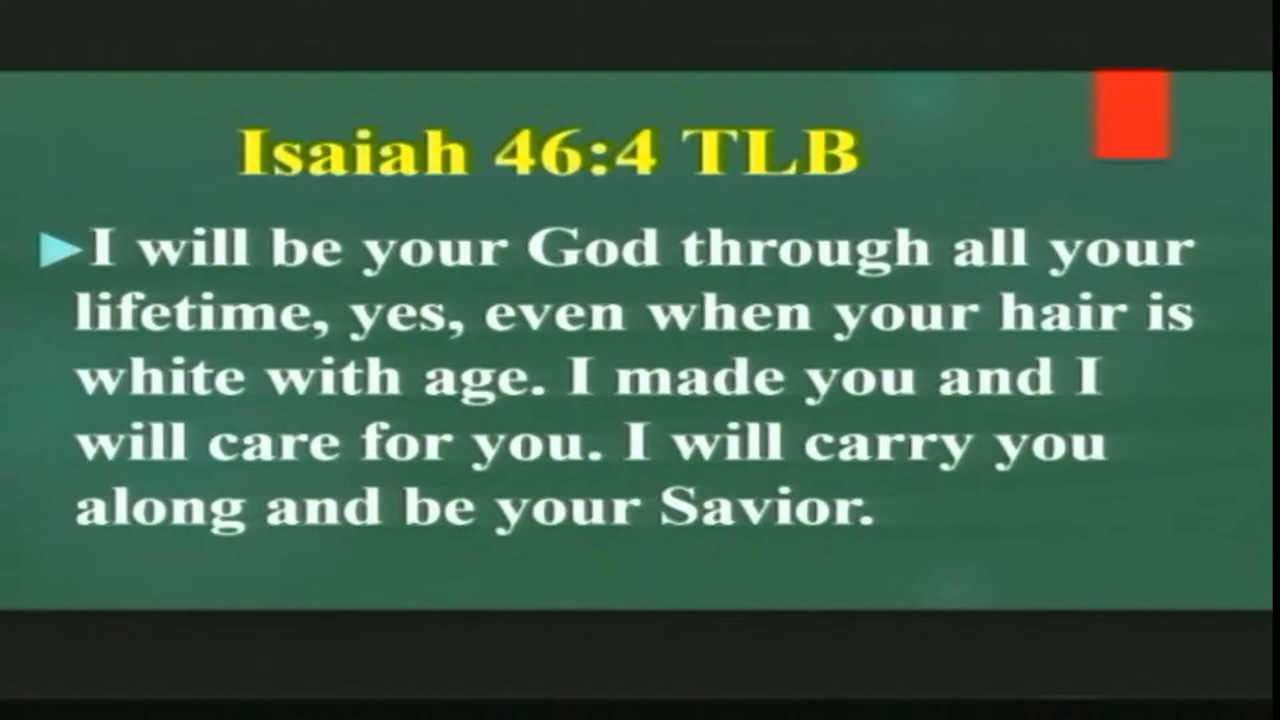 Isaiah 46:4 TLB
I will be your God through all your
lifetime, yes, even when your hair is
white with age. I made you and I
will care for you. I will carry you
along and be your Savior.